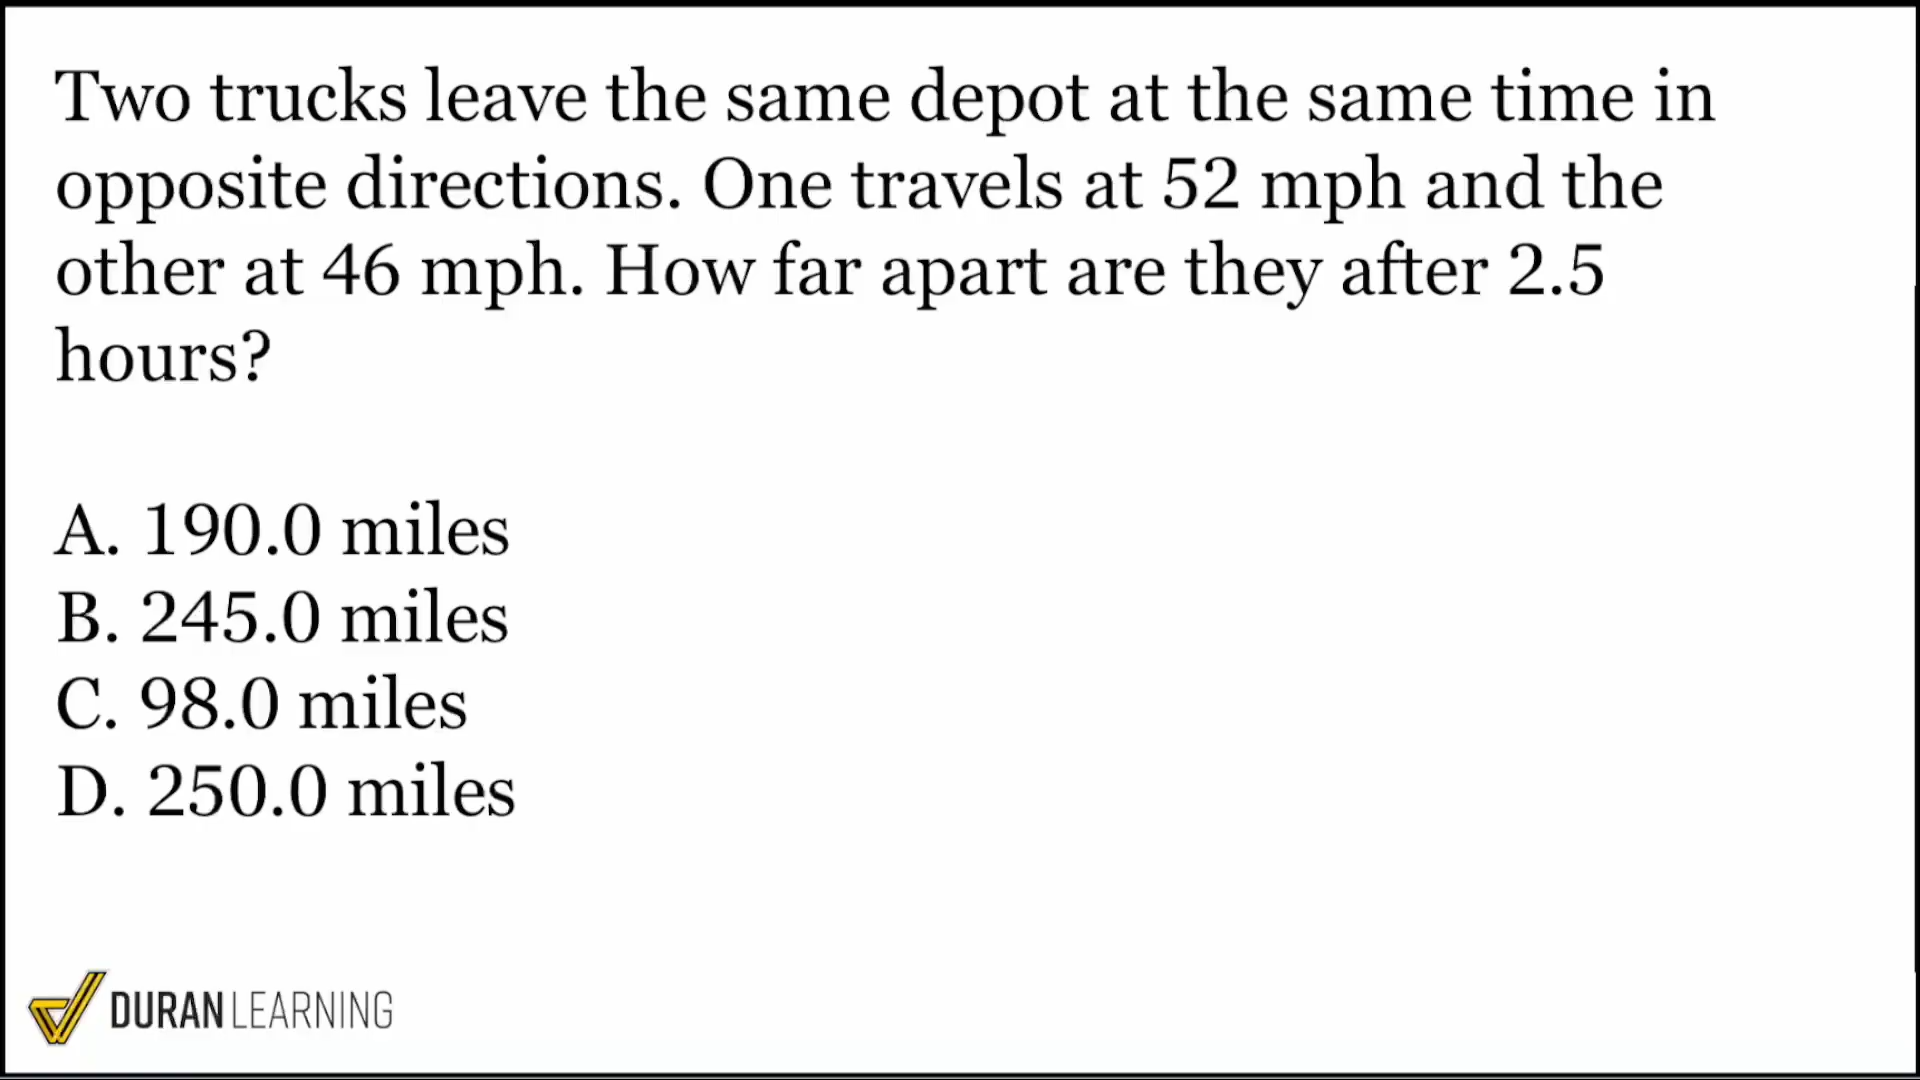 Two trucks leave the same depot at the same time in
opposite directions. One travels at 52 mph and the
other at 46 mph. How far apart are they after 2.5
hours?
A. 190.0 miles
B. 245.0 miles
C. 98.0 miles
D. 250.0 miles
DURAN LEARNING